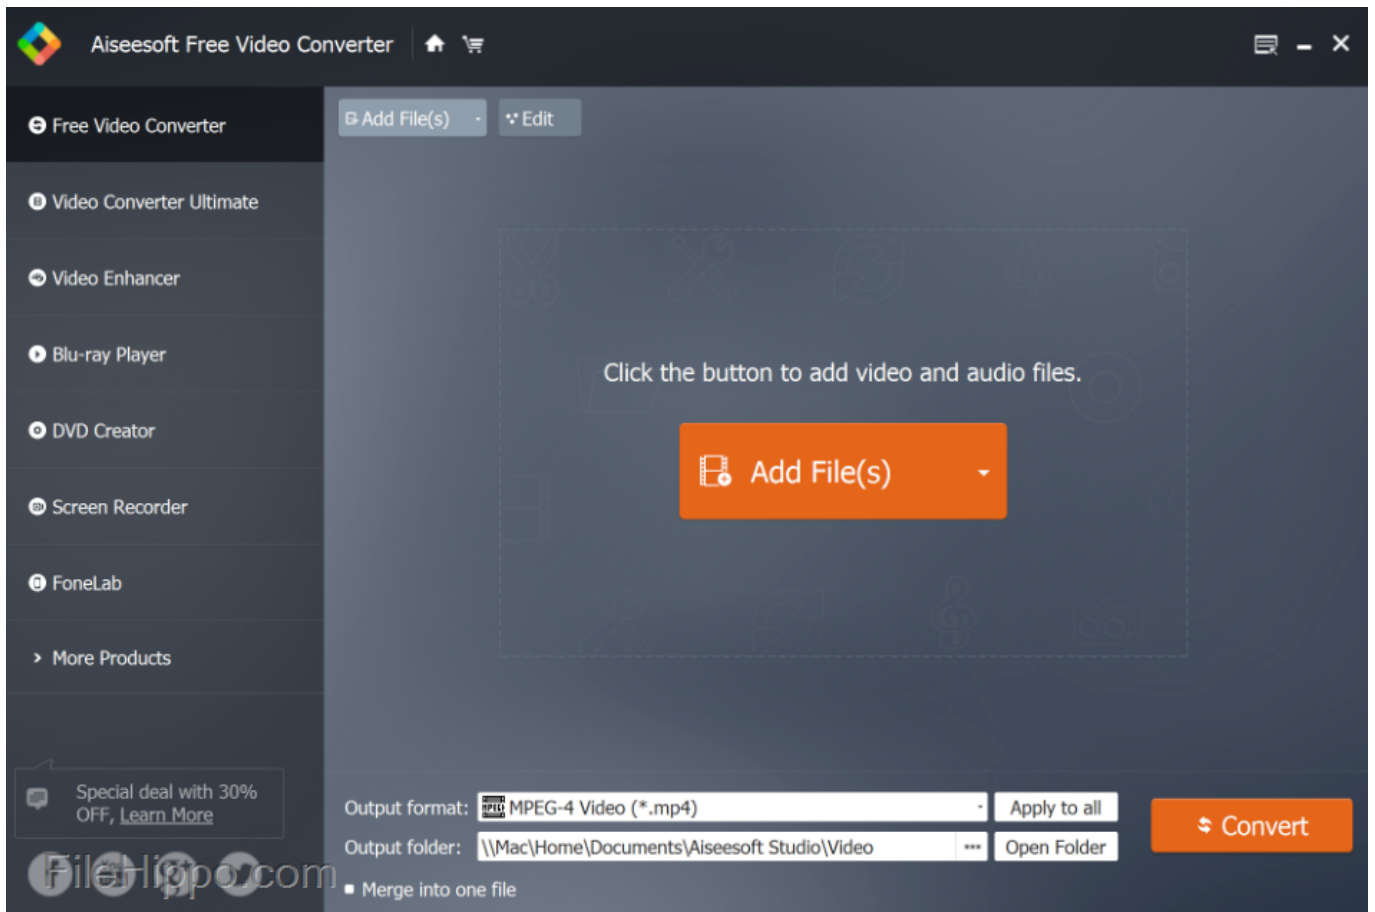 Aiseesoft Free Video Converter
Free Video Converter
Video Converter Ultimate
Video Enhancer
Blu-ray Player
DVD Creator
Screen Recorder
FoneLab
More Products
Special deal with 30%
OFF, Learn More
FileHippo.com
Add File(s)
Edit
Click the button to add video and audio files.
Add File(s)
Output format:
MPEG
MPEG-4 Video (*.mp4)
Apply to all
Output folder:
\\Mac\Home\Documents\Aiseesoft Studio\Video
...
Open Folder
Merge into one file
Convert